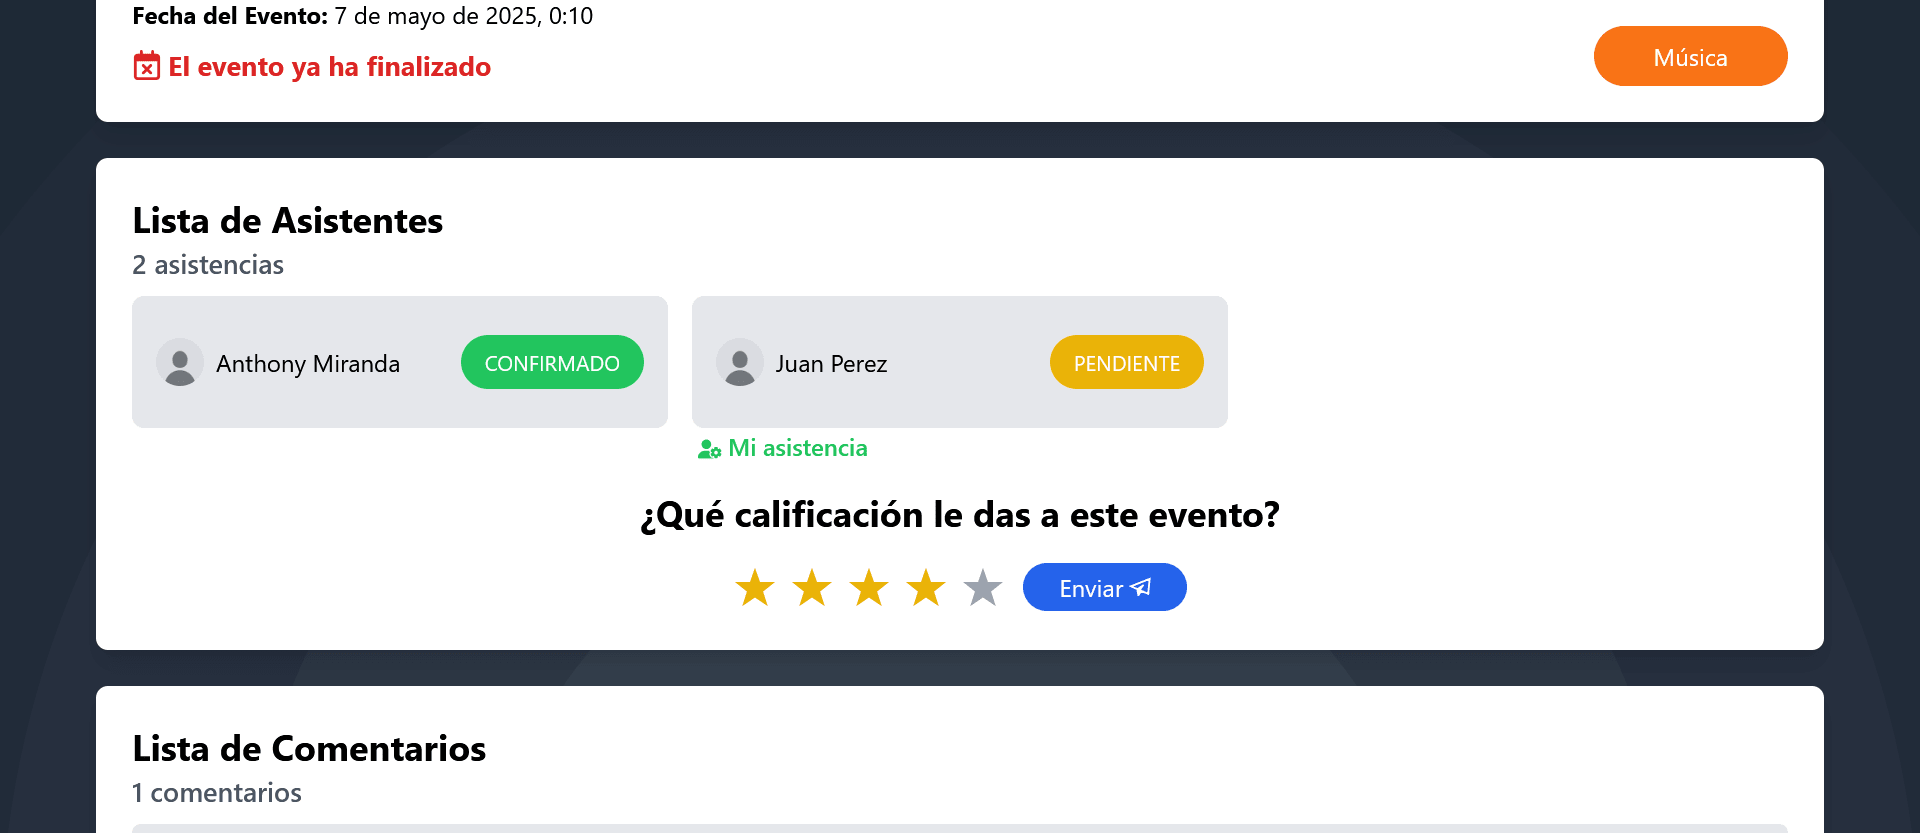 Fecha del Evento: 7 de mayo de 2025, 0:10
El evento ya ha finalizado
Música
Lista de Asistentes
2 asistencias
Anthony Miranda
CONFIRMADO
Juan Perez
PENDIENTE
Mi asistencia
¿Qué calificación le das a este evento?
Enviar
Lista de Comentarios
1 comentarios